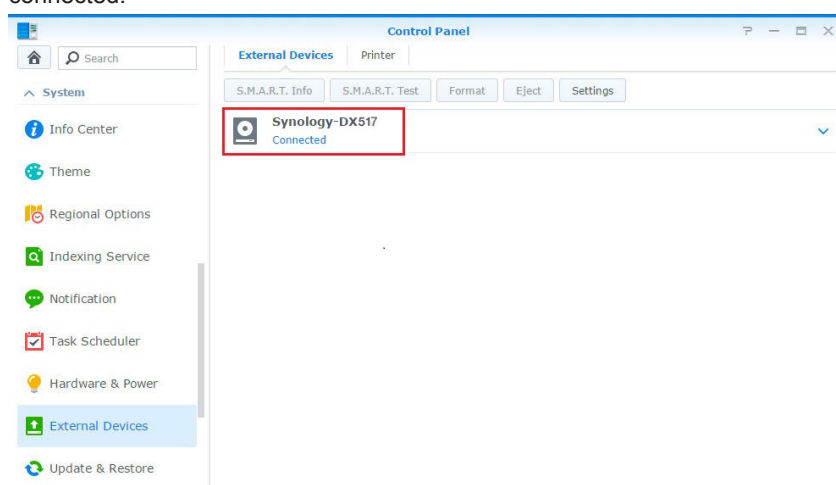 connected.
Control Panel
Search
System
Info Center
Theme
Regional Options
Indexing Service
Notification
Task Scheduler
Hardware & Power
External Devices
Update & Restore
External Devices Printer
S.M.A.R.T. Info S.M.A.R.T. Test Format Eject Settings
Synology-DX517
Connected